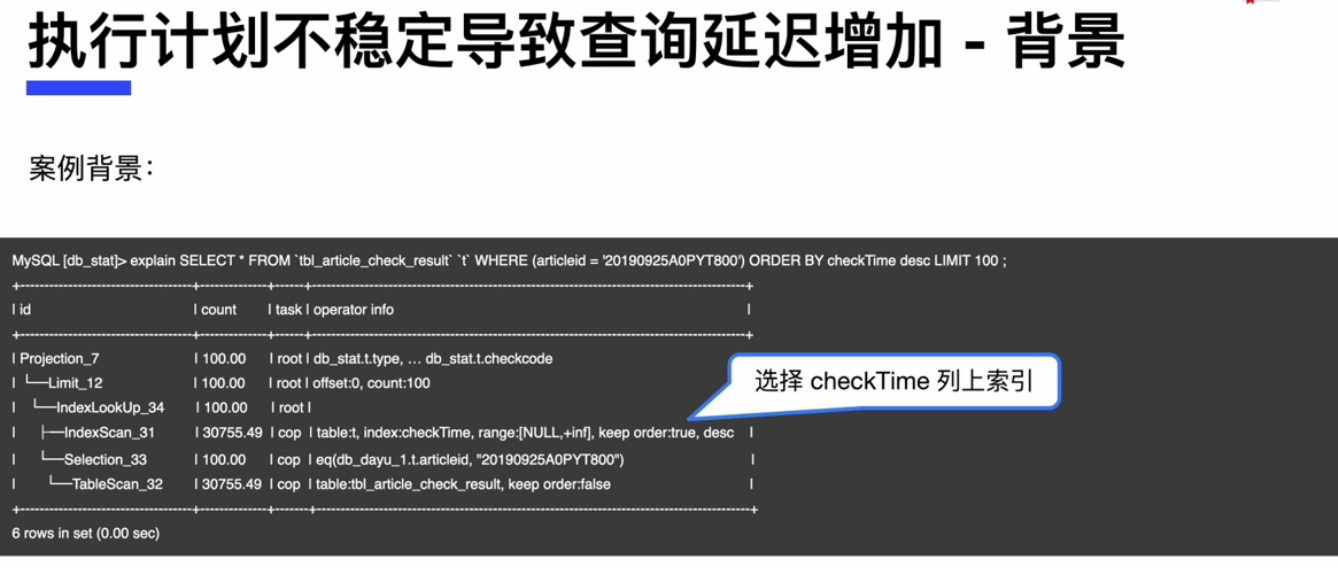 执行计划不稳定导致查询延迟增加 - 背景
案例背景：
MySQL [db_stat]> explain SELECT * FROM `tbl_article_check_result` `t` WHERE (articleid = '20190925A0PYT800') ORDER BY checkTime desc LIMIT 100 ;
+-----------------------------------+-------------+------+-----------------------------------------------------------------------------------+
| id | count | task | operator info |
+-----------------------------------+-------------+------+-----------------------------------------------------------------------------------+
| Projection_7 | 100.00 | root | db_stat.t.type, … db_stat.t.checkcode
| └──Limit_12 | 100.00 | root | offset:0, count:100
选择 checkTime 列上索引
| └──IndexLookUp_34 | 100.00 | root |
| ├──IndexScan_31 | 30755.49 | cop | table:t, index:checkTime, range:[NULL,+inf], keep order:true, desc |
| └──Selection_33 | 100.00 | cop | eq(db_dayu_1.t.articleid, "20190925A0PYT800") |
| └──TableScan_32 | 30755.49 | cop | table:tbl_article_check_result, keep order:false |
+-----------------------------------+-------------+-------+-----------------------------------------------------------------------------------+
6 rows in set (0.00 sec)